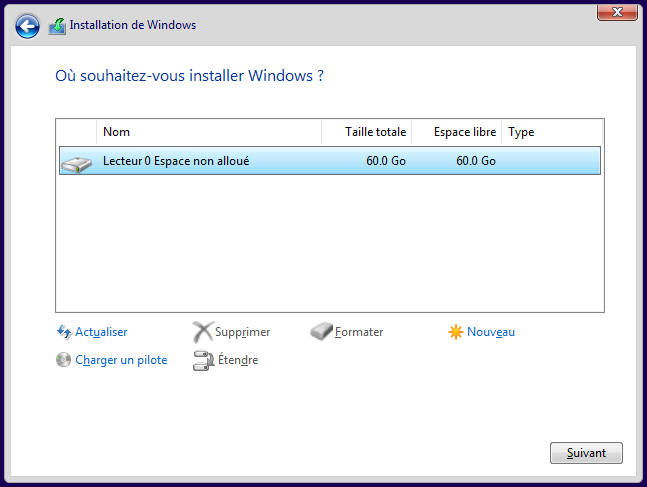 Installation de Windows
Où souhaitez-vous installer Windows ?
Nom Taille totale Espace libre Type
Lecteur 0 Espace non alloué 60.0 Go 60.0 Go
Actualiser Supprimer Formater Nouveau
Charger un pilote Étendre
Suivant